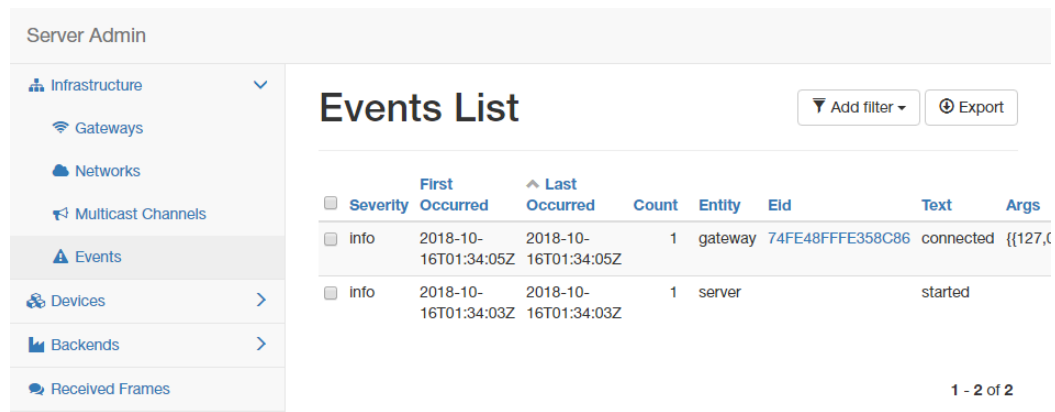 Server Admin
Infrastructure
Gateways
Networks
Multicast Channels
Events
Devices
Backends
Received Frames
Events List
Add filter
Export
Severity First Occurred Last Occurred Count Entity Eid Text Args
info 2018-10-16T01:34:05Z 2018-10-16T01:34:05Z 1 gateway 74FE48FFFE358C86 connected {{127,0
info 2018-10-16T01:34:03Z 2018-10-16T01:34:03Z 1 server started
1 - 2 of 2